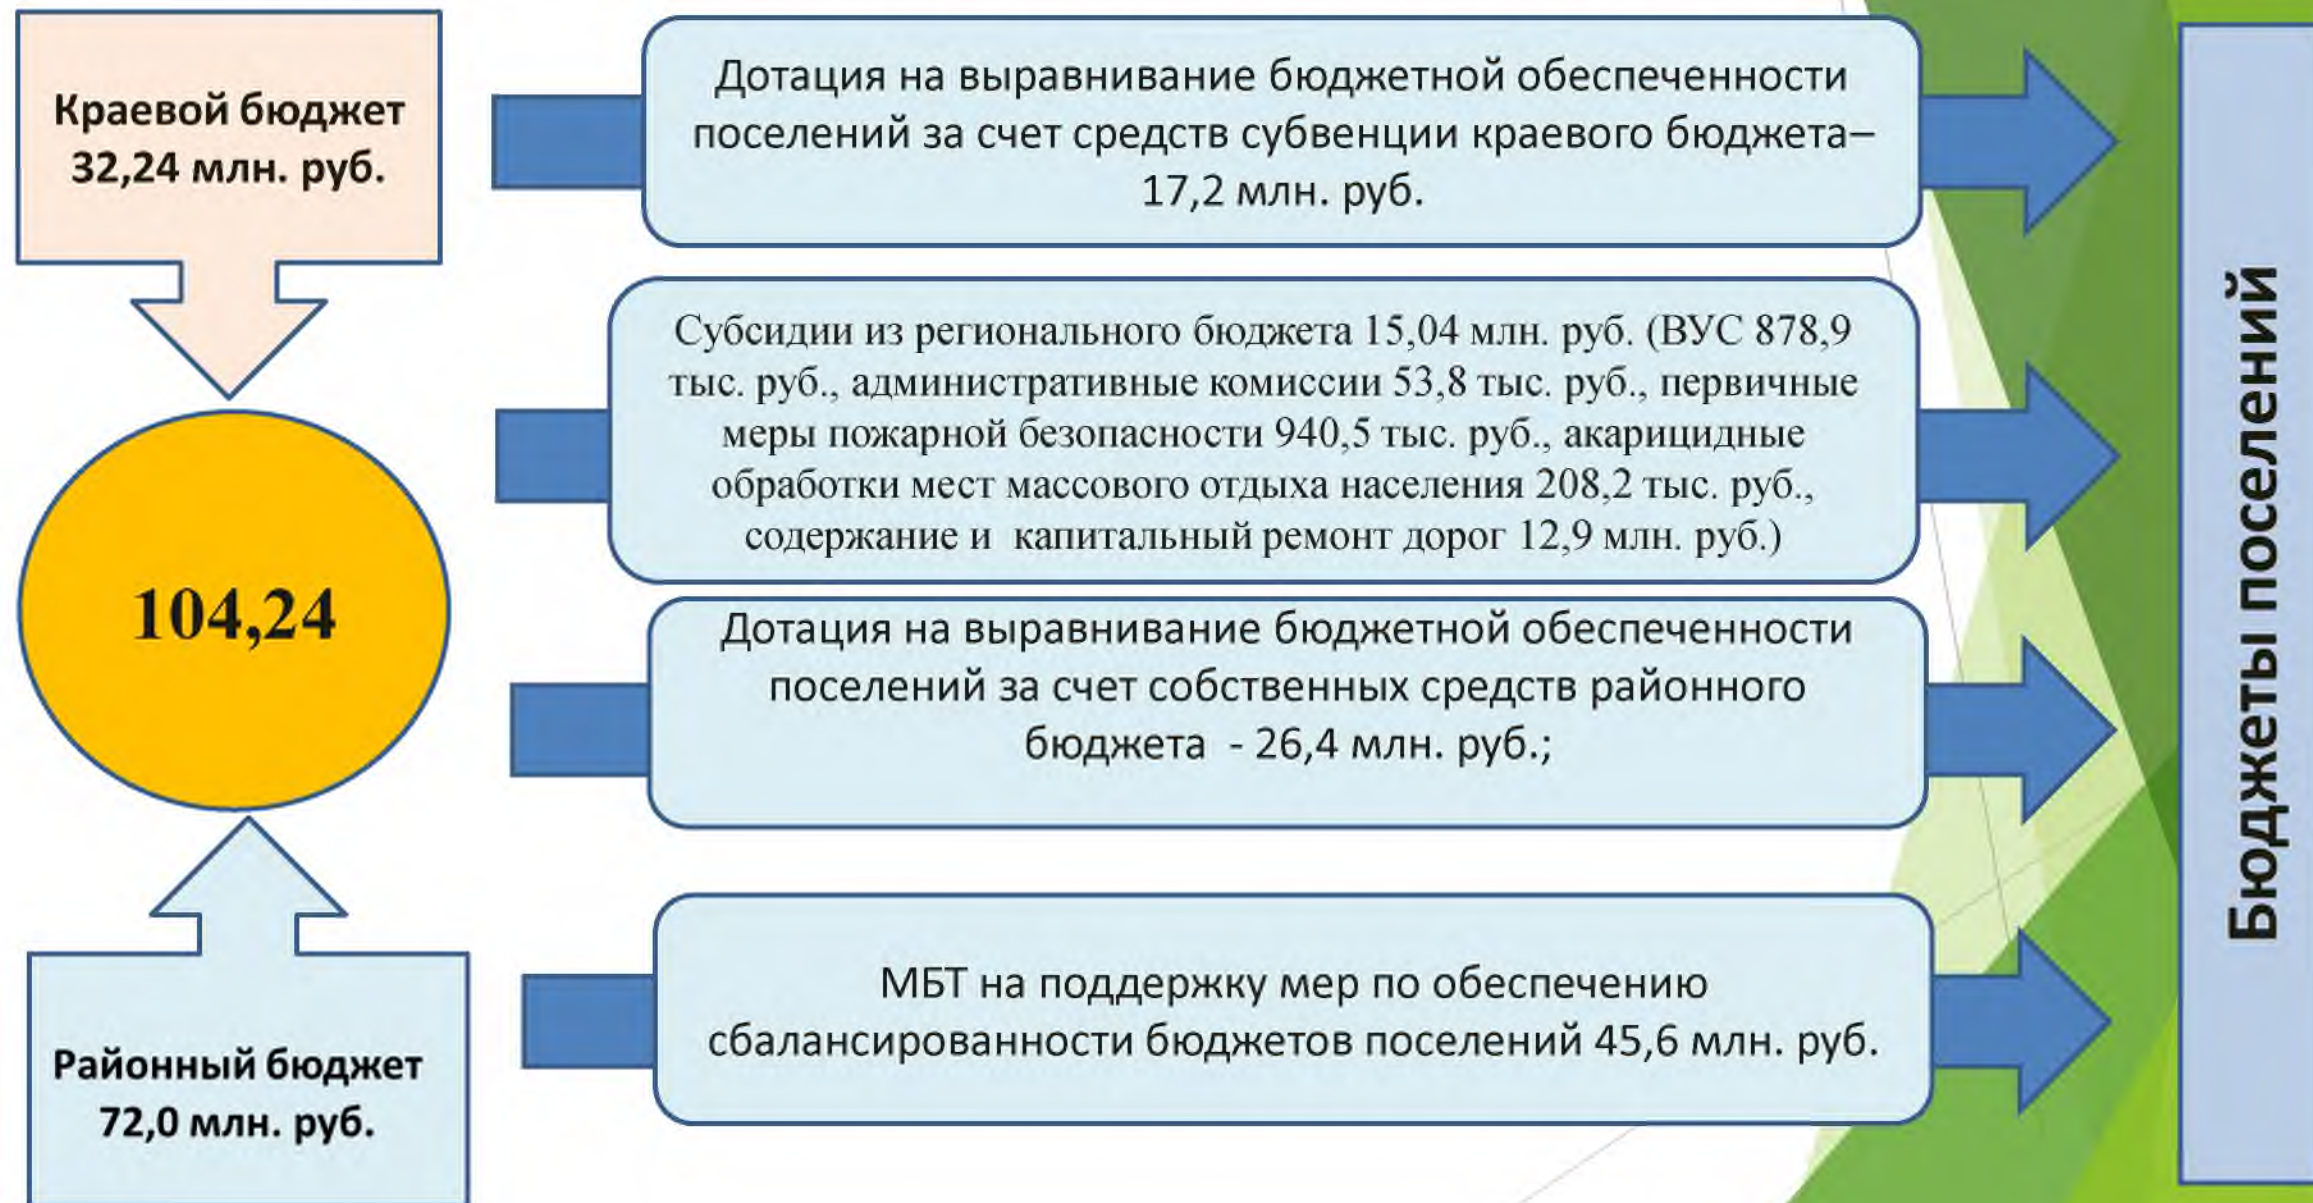 Краевой бюджет
32,24 млн. руб.
104,24
Районный бюджет
72,0 млн. руб.
Дотация на выравнивание бюджетной обеспеченности
поселений за счет средств субвенции краевого бюджета–
17,2 млн. руб.
Субсидии из регионального бюджета 15,04 млн. руб. (ВУС 878,9
тыс. руб., административные комиссии 53,8 тыс. руб., первичные
меры пожарной безопасности 940,5 тыс. руб., акарицидные
обработки мест массового отдыха населения 208,2 тыс. руб.,
содержание и  капитальный ремонт дорог 12,9 млн. руб.)
Дотация на выравнивание бюджетной обеспеченности
поселений за счет собственных средств районного
бюджета  - 26,4 млн. руб.;
МБТ на поддержку мер по обеспечению
сбалансированности бюджетов поселений 45,6 млн. руб.
Бюджеты поселений